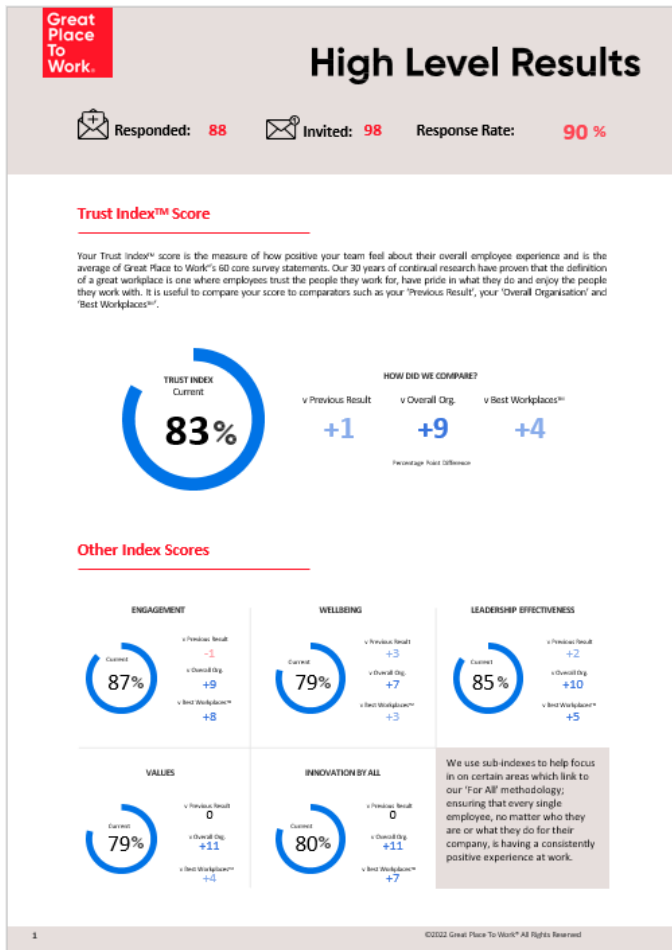 Great
Place
To
Work.
High Level Results
Responded: 88
Invited: 98
Response Rate: 90 %
Trust Index™ Score
Your Trust Index™ score is the measure of how positive your team feel about their overall employee experience and is the
average of Great Place to Work®'s 60 core survey statements. Our 30 years of continual research have proven that the definition
of a great workplace is one where employees trust the people they work for, have pride in what they do and enjoy the people
they work with. It is useful to compare your score to comparators such as your 'Previous Result', your 'Overall Organisation' and
'Best Workplaces™'.
TRUST INDEX
Current
83%
HOW DID WE COMPARE?
v Previous Result v Overall Org. v Best Workplaces™
+1 +9 +4
Percentage Point Difference
Other Index Scores
ENGAGEMENT
Current
87%
v Previous Result
-1
v Overall Org.
+9
v Best Workplaces™
+8
WELLBEING
Current
79%
v Previous Result
+3
v Overall Org.
+7
v Best Workplaces™
+3
LEADERSHIP EFFECTIVENESS
Current
85%
v Previous Result
+2
v Overall Org.
+10
v Best Workplaces™
+5
VALUES
Current
79%
v Previous Result
0
v Overall Org.
+11
v Best Workplaces™
+4
INNOVATION BY ALL
Current
80%
v Previous Result
0
v Overall Org.
+11
v Best Workplaces™
+7
We use sub-indexes to help focus
in on certain areas which link to
our 'For All' methodology;
ensuring that every single
employee, no matter who they
are or what they do for their
company, is having a consistently
positive experience at work.
1
©2022 Great Place To Work® All Rights Reserved